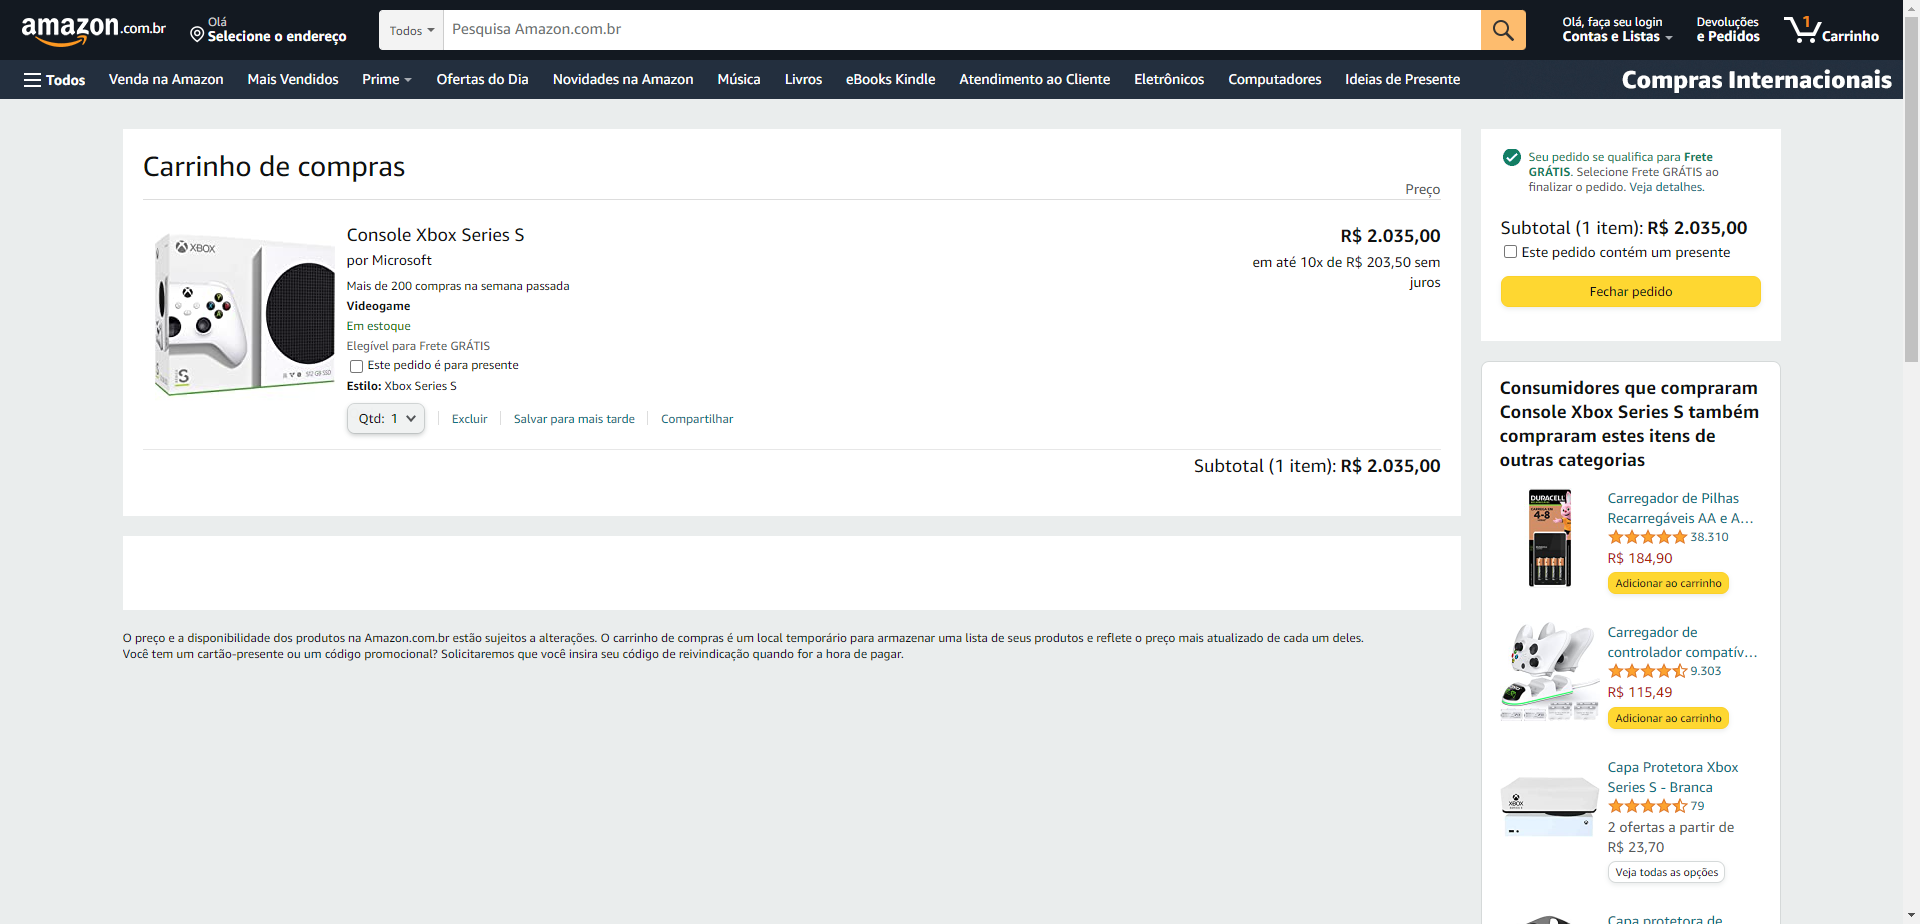 amazon.com.br
Olá
Selecione o endereço
Todos
Pesquisa Amazon.com.br
Olá, faça seu login
Contas e Listas
Devoluções
e Pedidos
1
Carrinho
Todos
Venda na Amazon
Mais Vendidos
Prime
Ofertas do Dia
Novidades na Amazon
Música
Livros
eBooks Kindle
Atendimento ao Cliente
Eletrônicos
Computadores
Ideias de Presente
Compras Internacionais
Carrinho de compras
Preço
XBOX
S
512 GB SSD
Console Xbox Series S
R$ 2.035,00
por Microsoft
em até 10x de R$ 203,50 sem
juros
Mais de 200 compras na semana passada
Videogame
Em estoque
Elegível para Frete GRÁTIS
Este pedido é para presente
Estilo: Xbox Series S
Qtd: 1
Excluir
Salvar para mais tarde
Compartilhar
Subtotal (1 item): R$ 2.035,00
O preço e a disponibilidade dos produtos na Amazon.com.br estão sujeitos a alterações. O carrinho de compras é um local temporário para armazenar uma lista de seus produtos e reflete o preço mais atualizado de cada um deles.
Você tem um cartão-presente ou um código promocional? Solicitaremos que você insira seu código de reivindicação quando for a hora de pagar.
Seu pedido se qualifica para Frete
GRÁTIS. Selecione Frete GRÁTIS ao
finalizar o pedido. Veja detalhes.
Subtotal (1 item): R$ 2.035,00
Este pedido contém um presente
Fechar pedido
Consumidores que compraram
Console Xbox Series S também
compraram estes itens de
outras categorias
DURACELL
4-8
Carregador de Pilhas
Recarregáveis AA e A…
38.310
R$ 184,90
Adicionar ao carrinho
Carregador de
controlador compatív…
9.303
R$ 115,49
Adicionar ao carrinho
XBOX
Capa Protetora Xbox
Series S - Branca
79
2 ofertas a partir de
R$ 23,70
Veja todas as opções
Capa protetora de